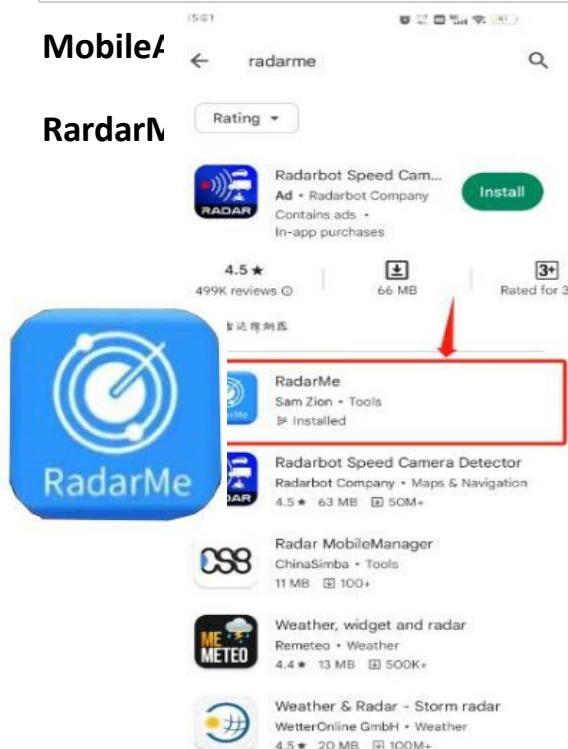 15:01
MobileA
radarme
RardarM
Rating
Radarbot Speed Cam...
Ad • Radarbot Company
Contains ads •
In-app purchases
Install
RADAR
4.5 ★
499K reviews
66 MB
3+
Rated for 3
RadarMe
Sam Zion • Tools
Installed
RadarMe
Radarbot Speed Camera Detector
Radarbot Company • Maps & Navigation
4.5 ★ 63 MB 50M+
Radar MobileManager
ChinaSimba • Tools
11 MB 100+
Weather, widget and radar
Remeteo • Weather
4.4 ★ 13 MB 500K+
ME
METEO
Weather & Radar - Storm radar
WetterOnline GmbH • Weather
4.5 ★ 20 MB 100M+